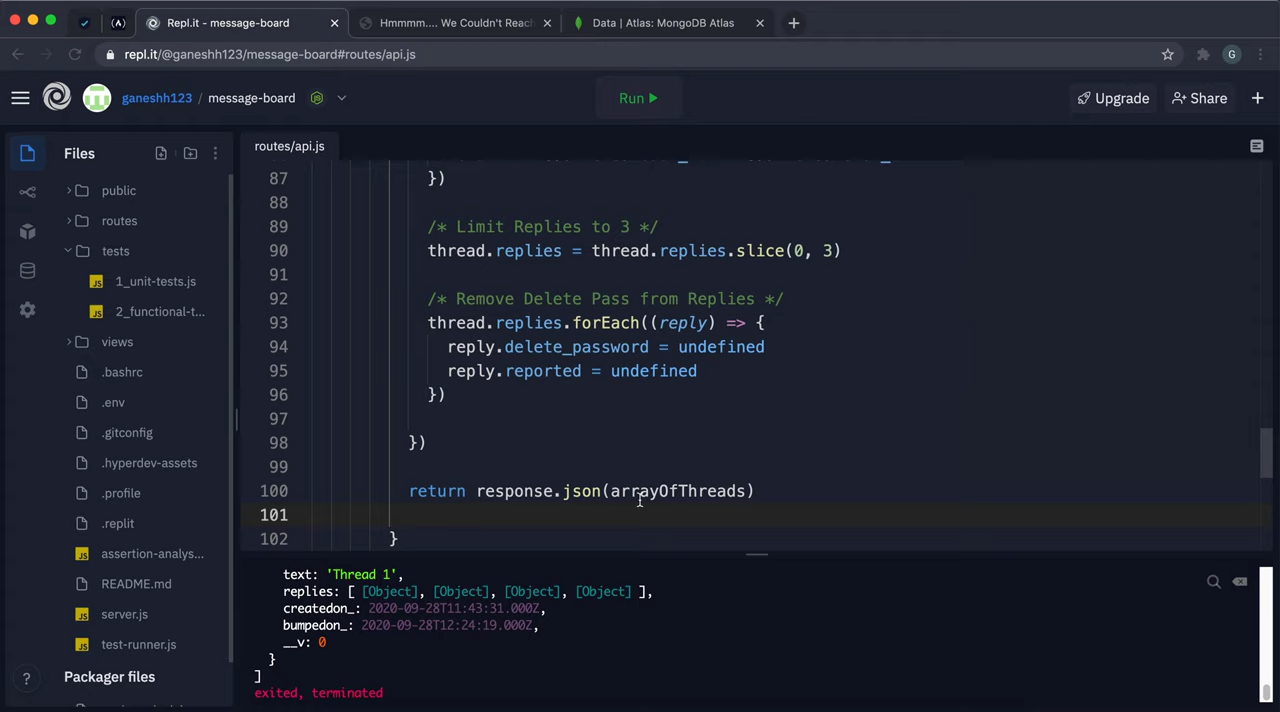 Repl.it - message-board
Hmmmm.... We Couldn't Reach
Data | Atlas: MongoDB Atlas
repl.it/@ganeshh123/message-board#routes/api.js
G
ganeshh123 / message-board
Run
Upgrade
Share
Files
routes/api.js
public
routes
tests
1_unit-tests.js
2_functional-t...
views
.bashrc
.env
.gitconfig
.hyperdev-assets
.profile
.replit
assertion-analys...
README.md
server.js
test-runner.js
Packager files
87 })
88
89 /* Limit Replies to 3 */
90 thread.replies = thread.replies.slice(0, 3)
91
92 /* Remove Delete Pass from Replies */
93 thread.replies.forEach((reply) => {
94 reply.delete_password = undefined
95 reply.reported = undefined
96 })
97
98 })
99
100 return response.json(arrayOfThreads)
101
102 }
text: 'Thread 1',
replies: [ [Object], [Object], [Object], [Object] ],
createdon_: 2020-09-28T11:43:31.000Z,
bumpedon_: 2020-09-28T12:24:19.000Z,
__v: 0
}
]
exited, terminated